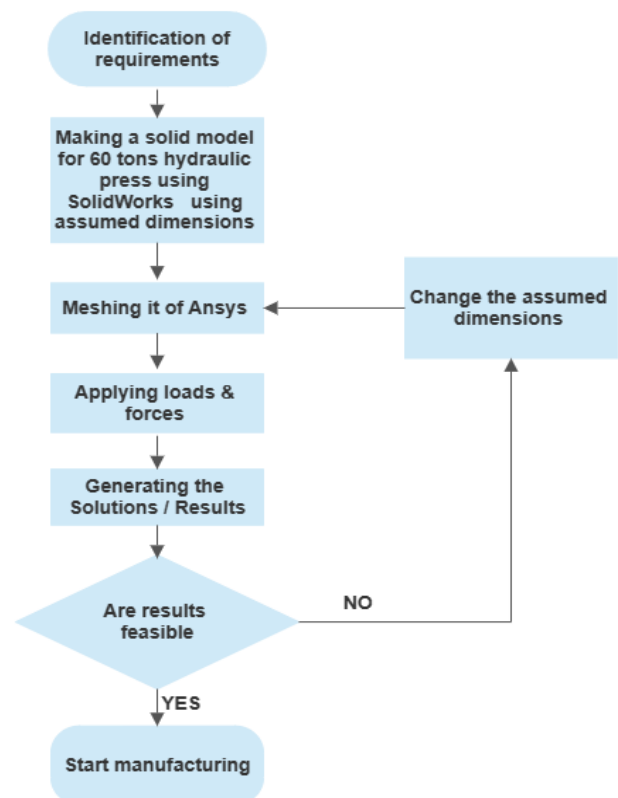 Identification of
requirements
Making a solid model
for 60 tons hydraulic
press using
SolidWorks using
assumed dimensions
Meshing it of Ansys
Change the assumed
dimensions
Applying loads &
forces
Generating the
Solutions / Results
Are results
feasible
NO
YES
Start manufacturing